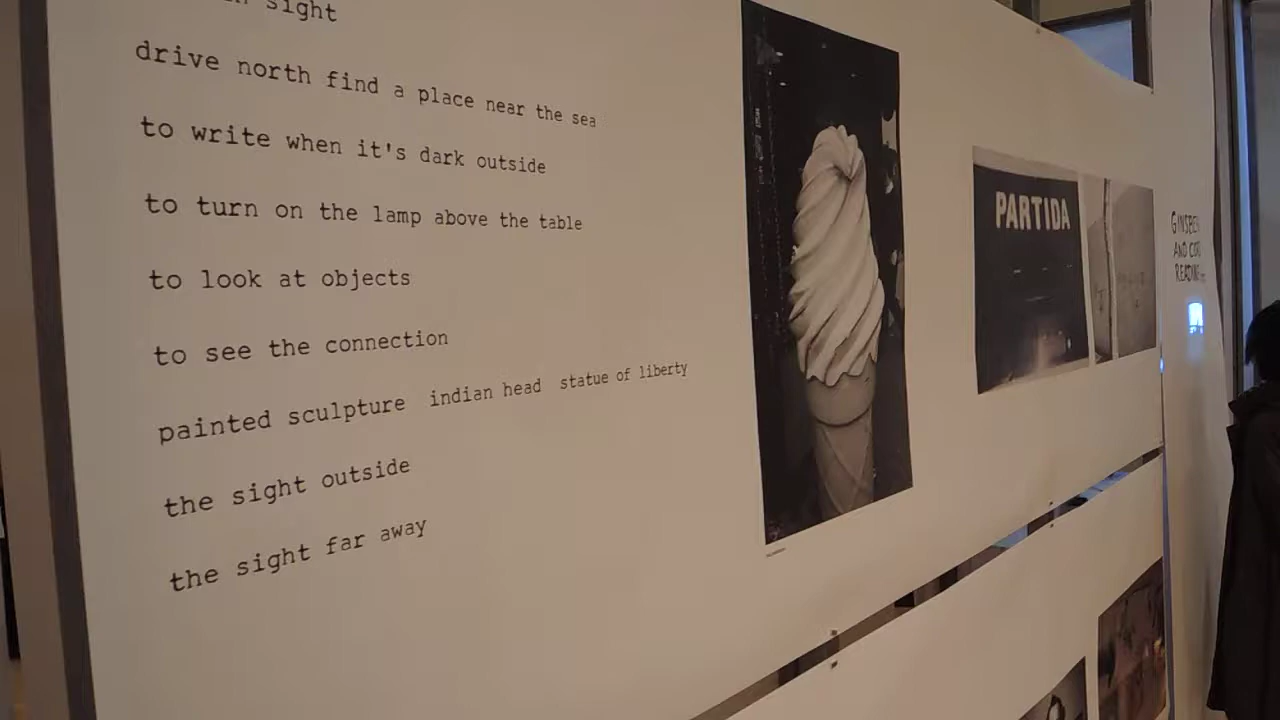 sight
drive north find a place near the sea
to write when it's dark outside
to turn on the lamp above the table
to look at objects
to see the connection
painted sculpture indian head statue of liberty
the sight outside
the sight far away
PARTIDA
AND